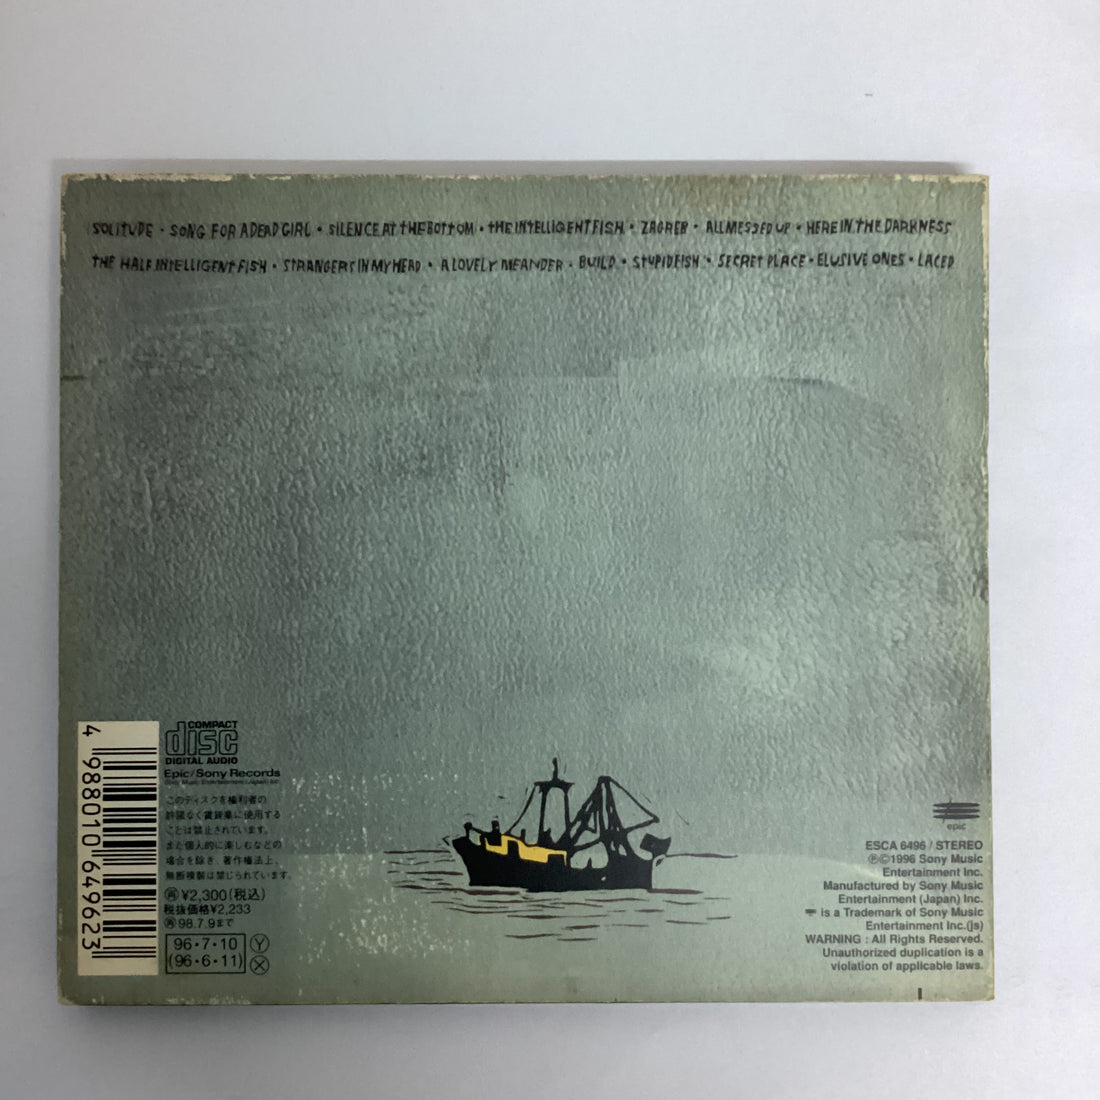 SOLITUDE • SONG FOR A DEAD GIRL • SILENCE AT THE BOTTOM • THE INTELLIGENT FISH • ZAGREB • ALL MESSED UP • HERE IN THE DARKNESS
THE HALF INTELLIGENT FISH • STRANGERS IN MY HEAD • A LOVELY MEANDER • BUILD • STUPID FISH • SECRET PLACE • ELUSIVE ONES • LACED
COMPACT
disc
DIGITAL AUDIO
Epic/Sony Records
Sony Music Entertainment (Japan) Inc.
このディスクを権利者の
許諾なく賃貸業に使用する
ことは禁止されています。
また個人的に楽しむなどの
場合を除き、著作権法上、
無断複製は禁じられています。
再 ¥2,300(税込)
税抜価格¥2,233
再 98.7.9まで
96・7・10 Y
(96・6・11) X
4 988010 649623
epic
ESCA 6496 / STEREO
℗©1996 Sony Music
Entertainment Inc.
Manufactured by Sony Music
Entertainment (Japan) Inc.
is a Trademark of Sony Music
Entertainment Inc.(js)
WARNING : All Rights Reserved.
Unauthorized duplication is a
violation of applicable laws.